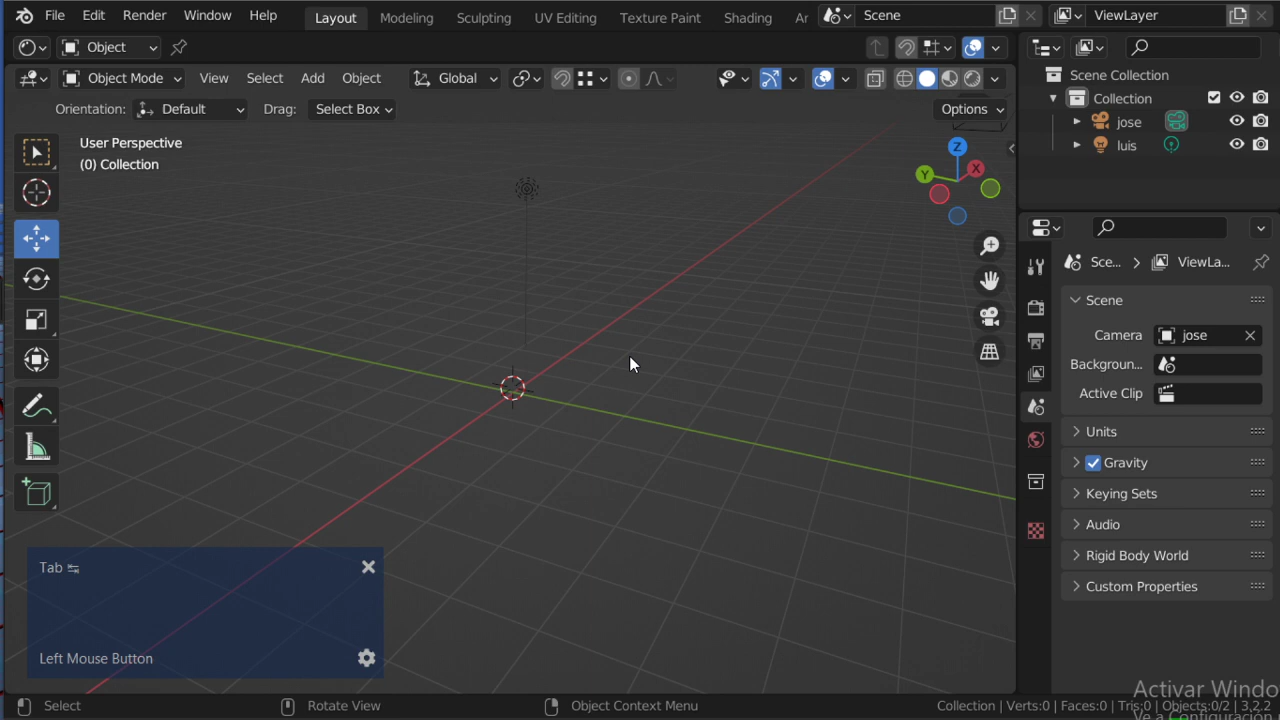 File Edit Render Window Help Layout Modeling Sculpting UV Editing Texture Paint Shading Ar Scene ViewLayer
Object
Object Mode View Select Add Object Global
Orientation: Default Drag: Select Box Options
User Perspective
(0) Collection
Z
X
Y
Scene Collection
Collection
jose
luis
Sce... > ViewLa...
Scene
Camera jose
Backgroun...
Active Clip
Units
Gravity
Keying Sets
Audio
Rigid Body World
Custom Properties
Tab
Left Mouse Button
Activar Windo
Select Rotate View Object Context Menu Collection | Verts:0 | Faces:0 | Tris:0 | Objects:0/2 | 3.2.2